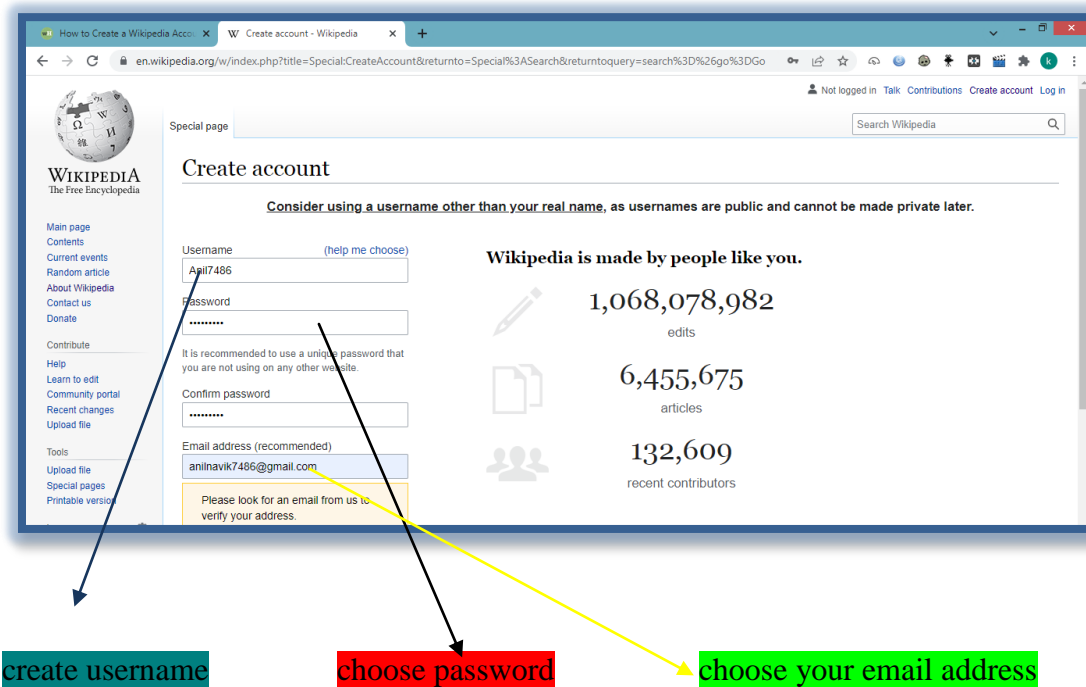 How to Create a Wikipedia Acco
Create account - Wikipedia
en.wikipedia.org/w/index.php?title=Special:CreateAccount&returnto=Special%3ASearch&returntoquery=search%3D%26go%3DGo
k
Not logged in Talk Contributions Create account Log in
Special page
Search Wikipedia
WIKIPEDIA
The Free Encyclopedia
Main page
Contents
Current events
Random article
About Wikipedia
Contact us
Donate
Contribute
Help
Learn to edit
Community portal
Recent changes
Upload file
Tools
Upload file
Special pages
Printable version
Create account
Consider using a username other than your real name, as usernames are public and cannot be made private later.
Username (help me choose)
Anil7486
Password
•••••••••
It is recommended to use a unique password that
you are not using on any other website.
Confirm password
•••••••••
Email address (recommended)
anilnavik7486@gmail.com
Please look for an email from us to
verify your address.
Wikipedia is made by people like you.
1,068,078,982
edits
6,455,675
articles
132,609
recent contributors
create username
choose password
choose your email address